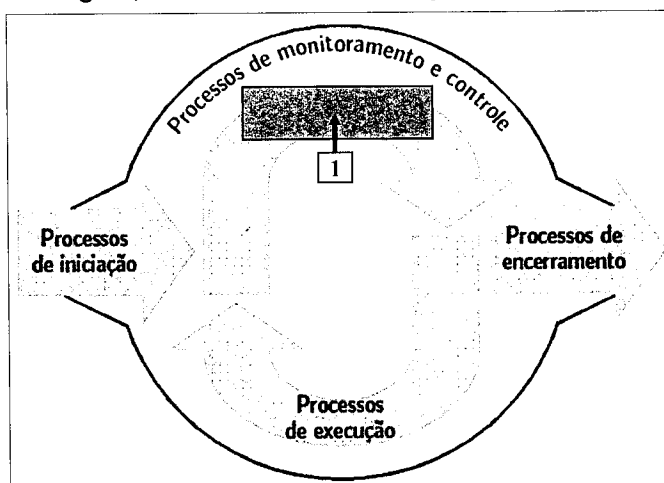 Processos de monitoramento e controle
1
Processos
de iniciação
Processos de
encerramento
Processos
de execução